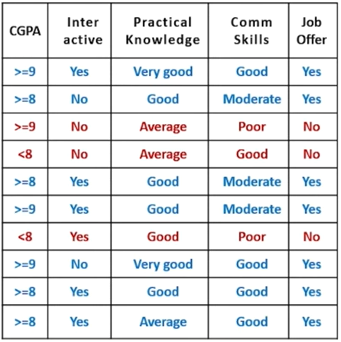 CGPA Inter active Practical Knowledge Comm Skills Job Offer
>=9 Yes Very good Good Yes
>=8 No Good Moderate Yes
>=9 No Average Poor No
<8 No Average Good No
>=8 Yes Good Moderate Yes
>=9 Yes Good Moderate Yes
<8 Yes Good Poor No
>=9 No Very good Good Yes
>=8 Yes Good Good Yes
>=8 Yes Average Good Yes